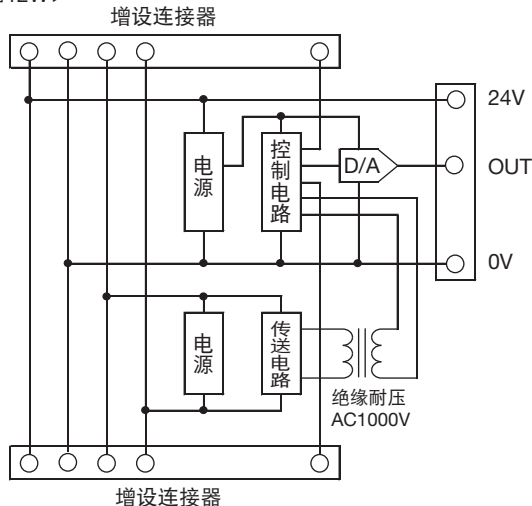 增设连接器
24V
电源
控制电路
D/A
OUT
0V
电源
传送电路
绝缘耐压
AC1000V
增设连接器